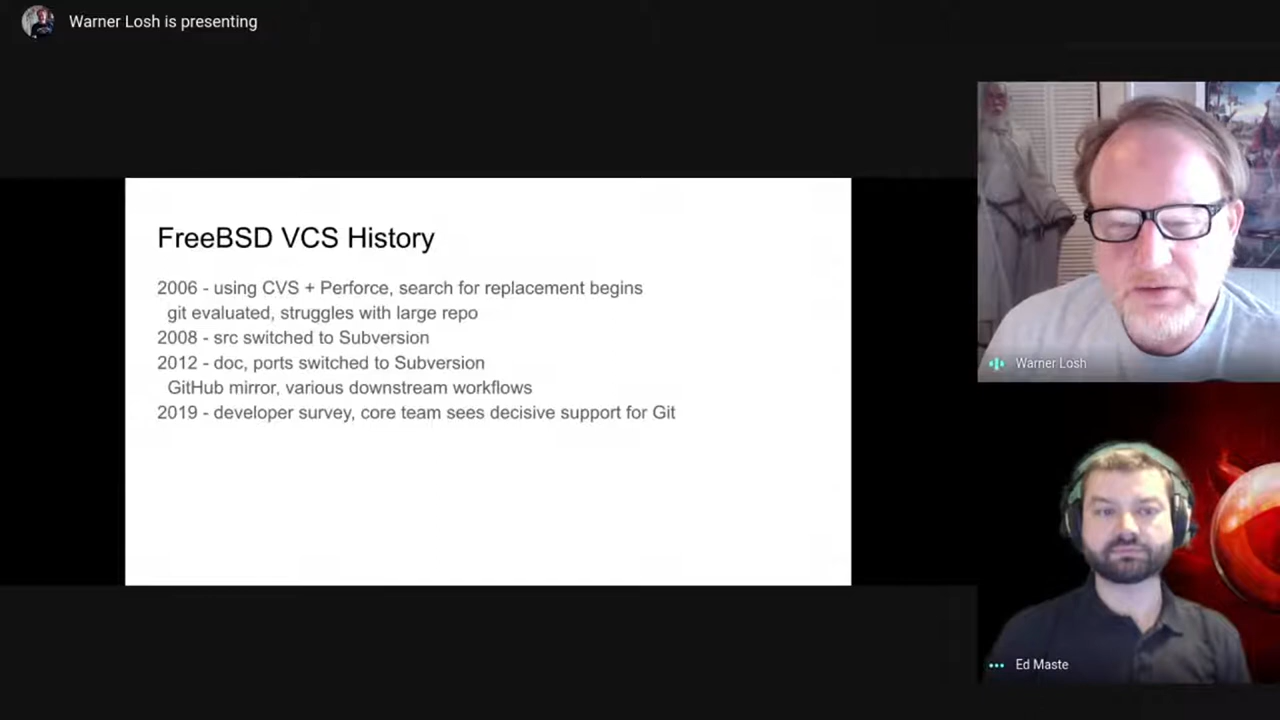 Warner Losh is presenting
FreeBSD VCS History
2006 - using CVS + Perforce, search for replacement begins
git evaluated, struggles with large repo
2008 - src switched to Subversion
2012 - doc, ports switched to Subversion
GitHub mirror, various downstream workflows
2019 - developer survey, core team sees decisive support for Git
Warner Losh
Ed Maste